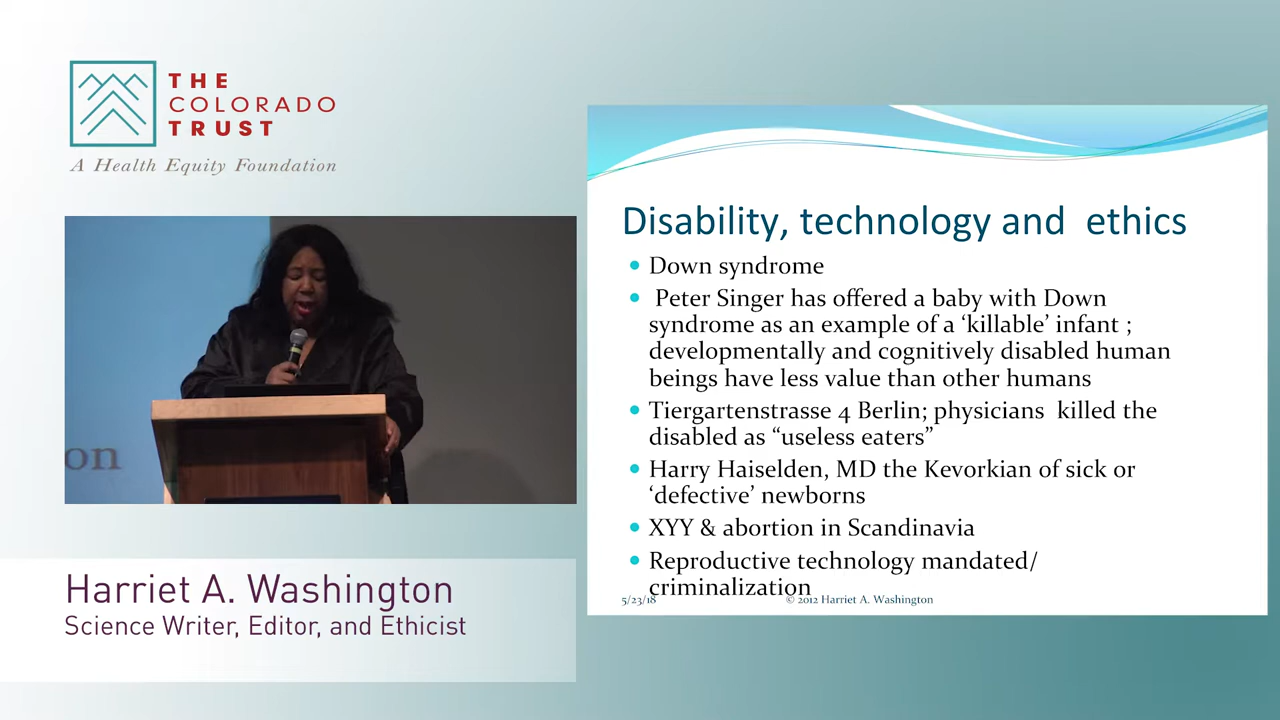 THE
COLORADO
TRUST
A Health Equity Foundation
on
Harriet A. Washington
Science Writer, Editor, and Ethicist
Disability, technology and  ethics
• Down syndrome
•  Peter Singer has offered a baby with Down
syndrome as an example of a ‘killable’ infant ;
developmentally and cognitively disabled human
beings have less value than other humans
• Tiergartenstrasse 4 Berlin; physicians  killed the
disabled as “useless eaters”
• Harry Haiselden, MD the Kevorkian of sick or
‘defective’ newborns
• XYY & abortion in Scandinavia
• Reproductive technology mandated/
criminalization
5/23/18
© 2012 Harriet A. Washington